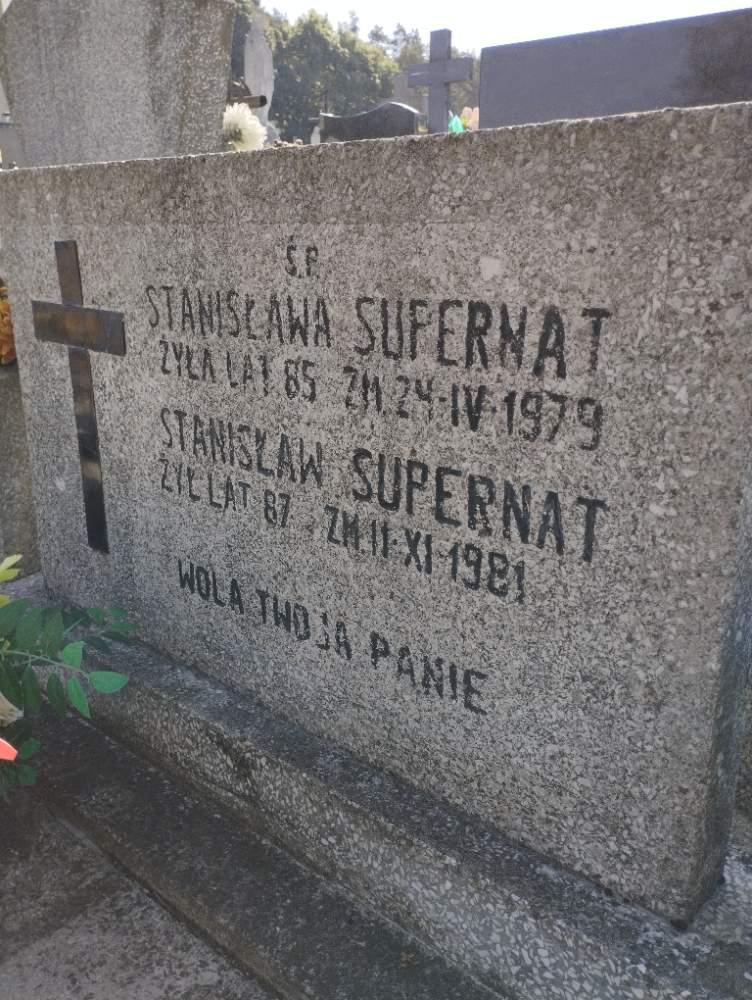 Ś.P.
STANISŁAWA SUPERNAT
ŻYŁA LAT 85 ZM. 24·IV·1979
STANISŁAW SUPERNAT
ŻYŁ LAT 87 ZM 11·XI·1981
WOLA TWOJA PANIE